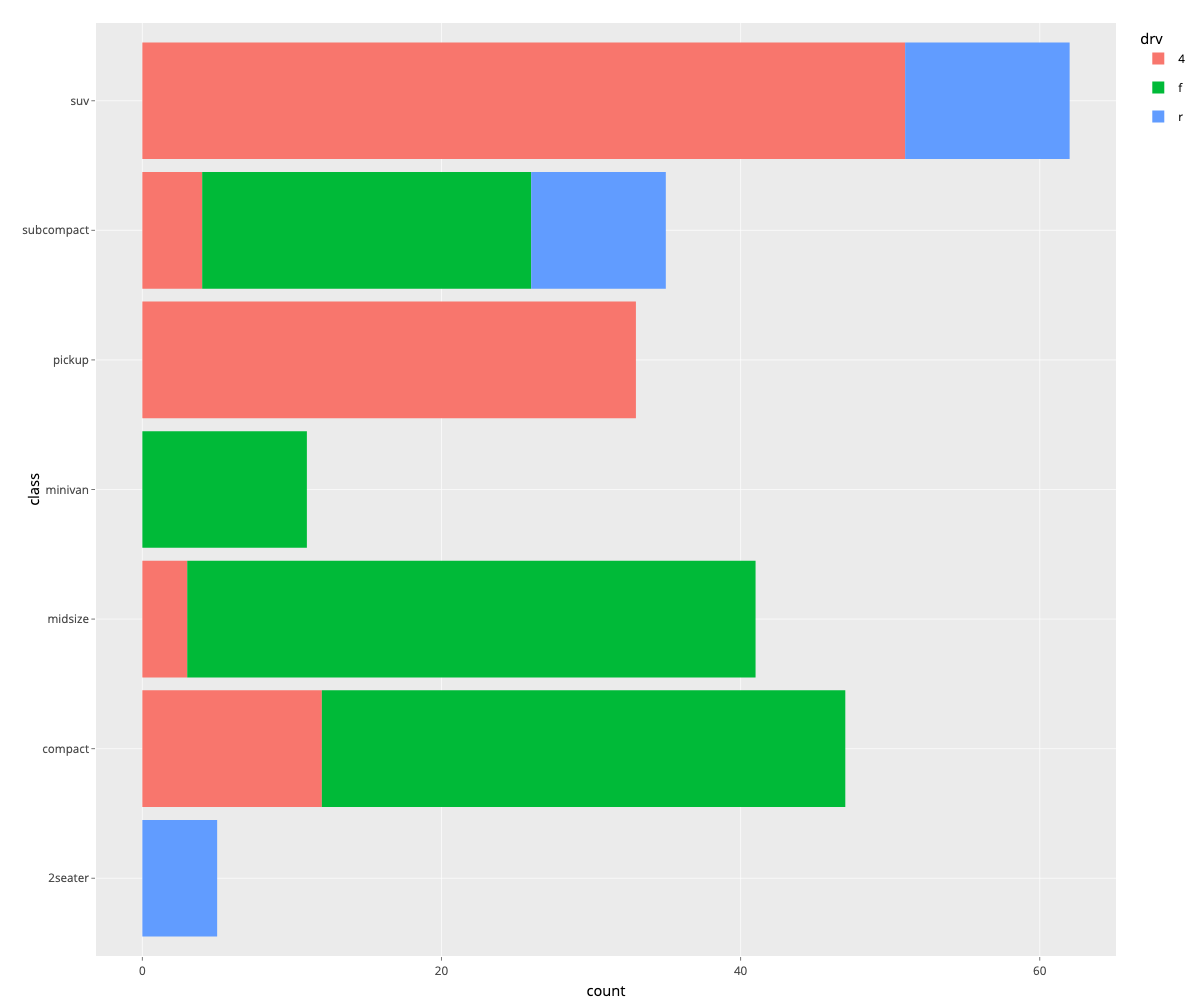 drv
4
f
r
suv
subcompact
pickup
minivan
midsize
compact
2seater
class
0 20 40 60
count